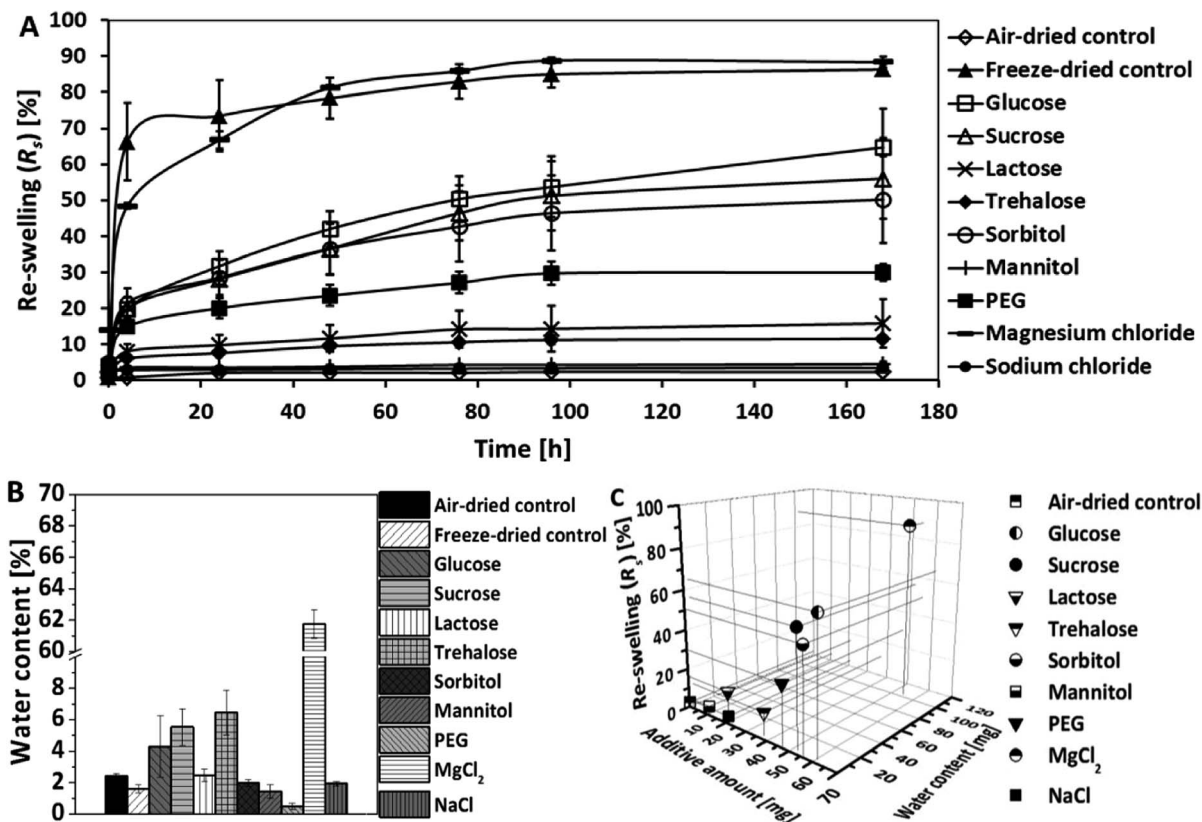 A
Re-swelling (Rs) [%]
100
90
80
70
60
50
40
30
20
10
0
0 20 40 60 80 100 120 140 160 180
Time [h]
Air-dried control
Freeze-dried control
Glucose
Sucrose
Lactose
Trehalose
Sorbitol
Mannitol
PEG
Magnesium chloride
Sodium chloride
B
Water content [%]
70
68
66
64
62
60
8
6
4
2
0
Air-dried control
Freeze-dried control
Glucose
Sucrose
Lactose
Trehalose
Sorbitol
Mannitol
PEG
MgCl2
NaCl
C
Re-swelling (Rs) [%]
100
80
60
40
20
0
Additive amount [mg]
10 20 30 40 50 60 70
Water content [mg]
20 40 60 80 100 120
Air-dried control
Glucose
Sucrose
Lactose
Trehalose
Sorbitol
Mannitol
PEG
MgCl2
NaCl